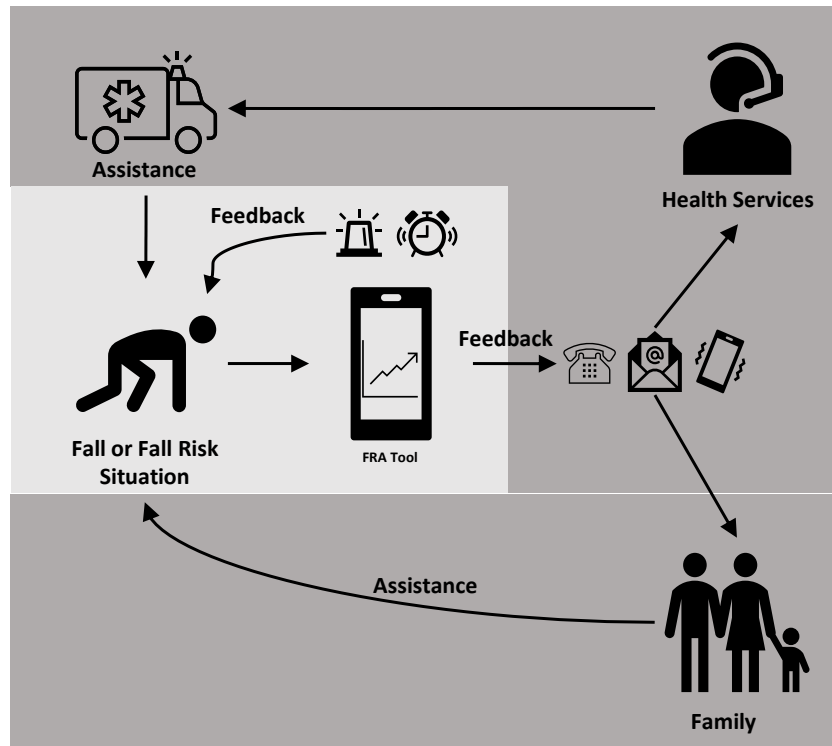 Assistance
Health Services
Feedback
Feedback
@
Fall or Fall Risk
Situation
FRA Tool
Assistance
Family